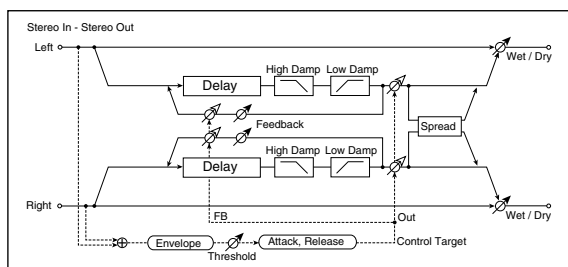 Stereo In - Stereo Out
Left
Wet / Dry
High Damp
Low Damp
Delay
Feedback
Spread
High Damp
Low Damp
Delay
Right
FB
Out
Wet / Dry
Envelope
Threshold
Attack, Release
Control Target